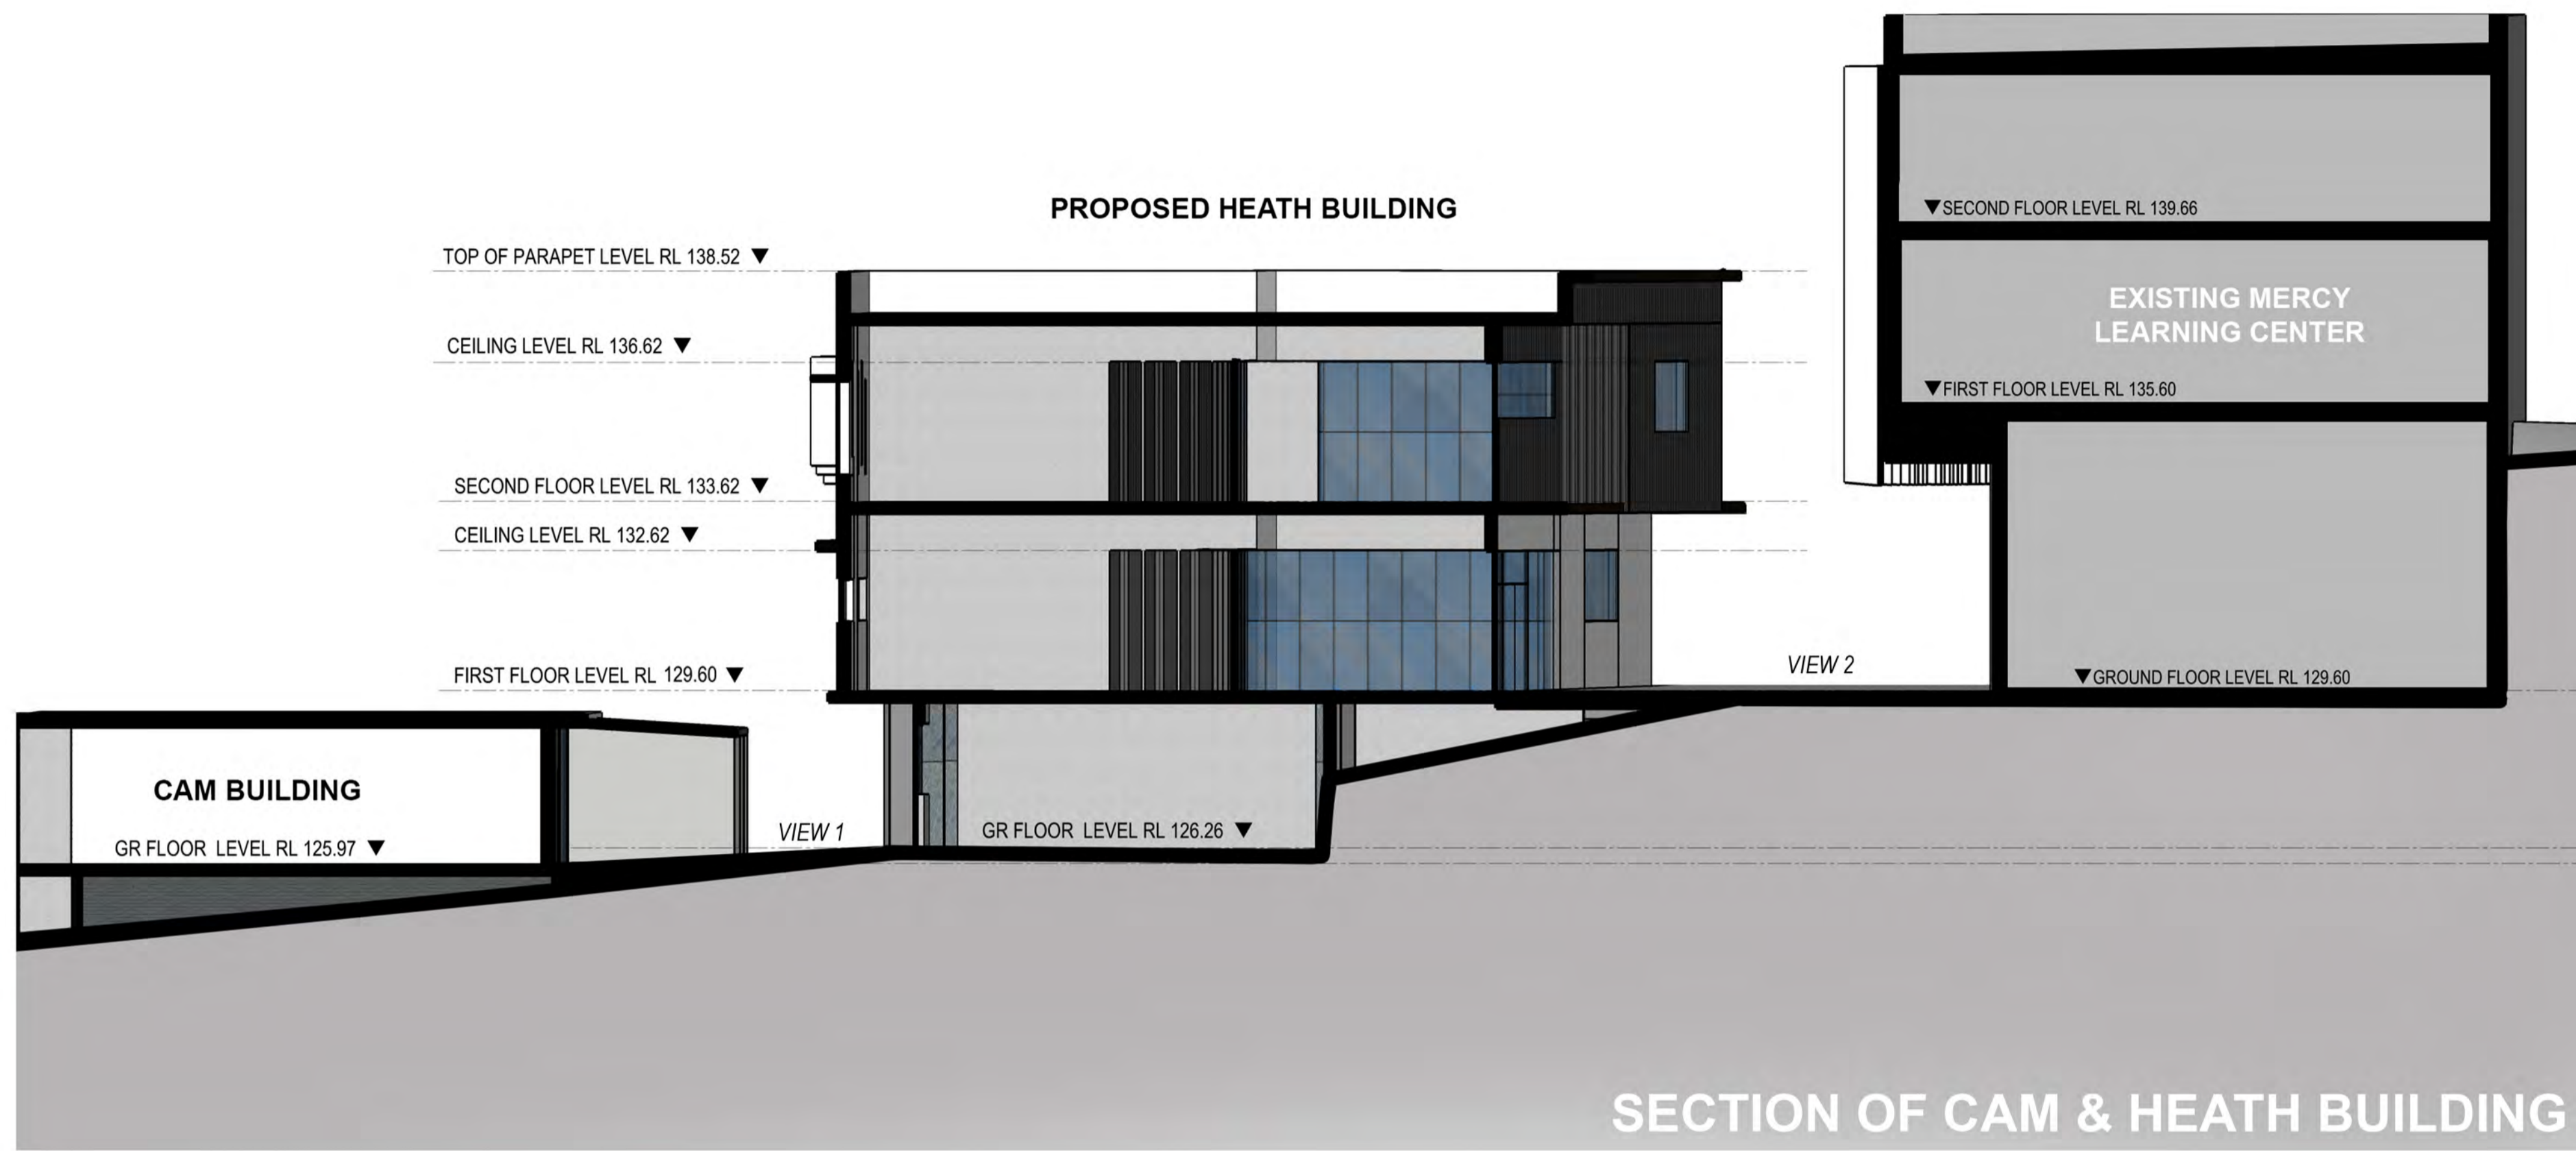 PROPOSED HEATH BUILDING
TOP OF PARAPET LEVEL RL 138.52 ▼
CEILING LEVEL RL 136.62 ▼
SECOND FLOOR LEVEL RL 133.62 ▼
CEILING LEVEL RL 132.62 ▼
FIRST FLOOR LEVEL RL 129.60 ▼
CAM BUILDING
GR FLOOR LEVEL RL 125.97 ▼
VIEW 1
GR FLOOR LEVEL RL 126.26 ▼
VIEW 2
▼SECOND FLOOR LEVEL RL 139.66
EXISTING MERCY
LEARNING CENTER
▼FIRST FLOOR LEVEL RL 135.60
▼GROUND FLOOR LEVEL RL 129.60
SECTION OF CAM & HEATH BUILDING